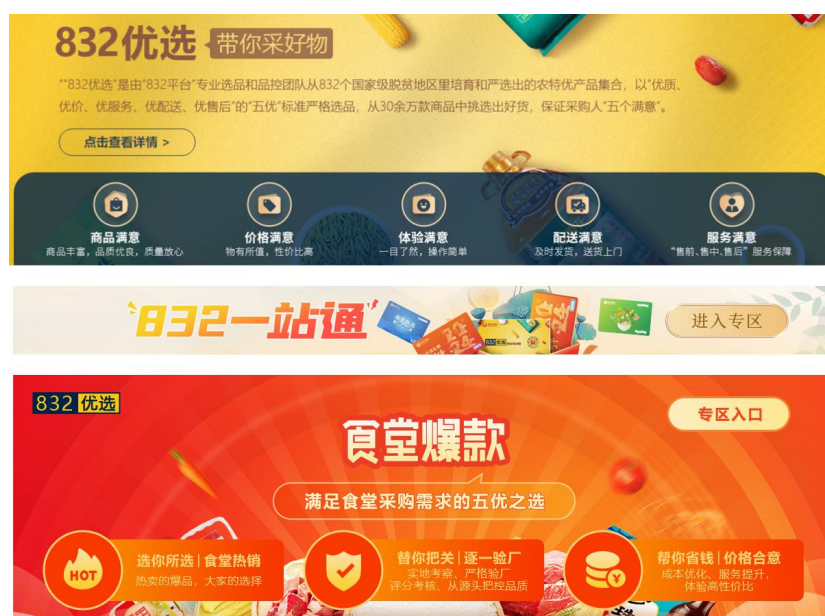 832优选 带你采好物
““832优选”是由“832平台”专业选品和品控团队从832个国家级脱贫地区里培育和严选出的农特优产品集合，以“优质、
优价、优服务、优配送、优售后”的“五优”标准严格选品，从30余万款商品中挑选出好货，保证采购人“五个满意”。
点击查看详情 >
商品满意 价格满意 体验满意 配送满意 服务满意
商品丰富，品质优良，质量放心 物有所值，性价比高 一目了然，操作简单 及时发货，送货上门 “售前、售中、售后”服务保障
832一站通 进入专区
832 优选 专区入口
食堂爆款
满足食堂采购需求的五优之选
选你所选|食堂热销 替你把关|逐一验厂 帮你省钱|价格合意
HOT 热卖的爆品，大家的选择 实地考察、严格验厂 成本优化、服务提升，
评分考核、从源头把控品质 体验高性价比